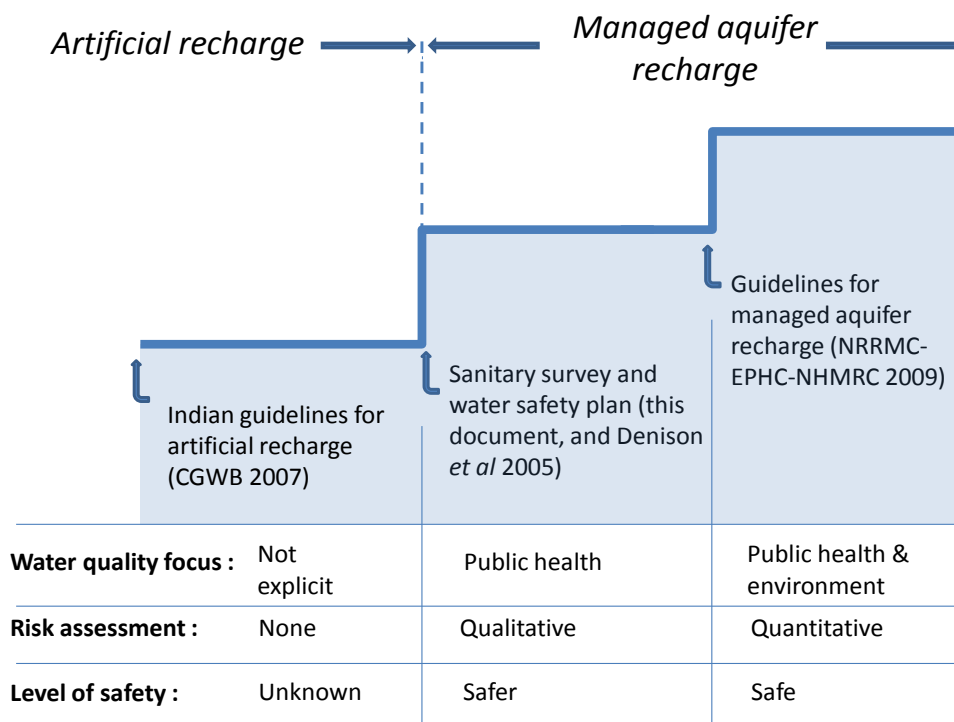 Artificial recharge
Managed aquifer
recharge
Indian guidelines for
artificial recharge
(CGWB 2007)
Sanitary survey and
water safety plan (this
document, and Denison
et al 2005)
Guidelines for
managed aquifer
recharge (NRRMC-
EPHC-NHMRC 2009)
Water quality focus :
Not
explicit
Public health
Public health &
environment
Risk assessment :
None
Qualitative
Quantitative
Level of safety :
Unknown
Safer
Safe